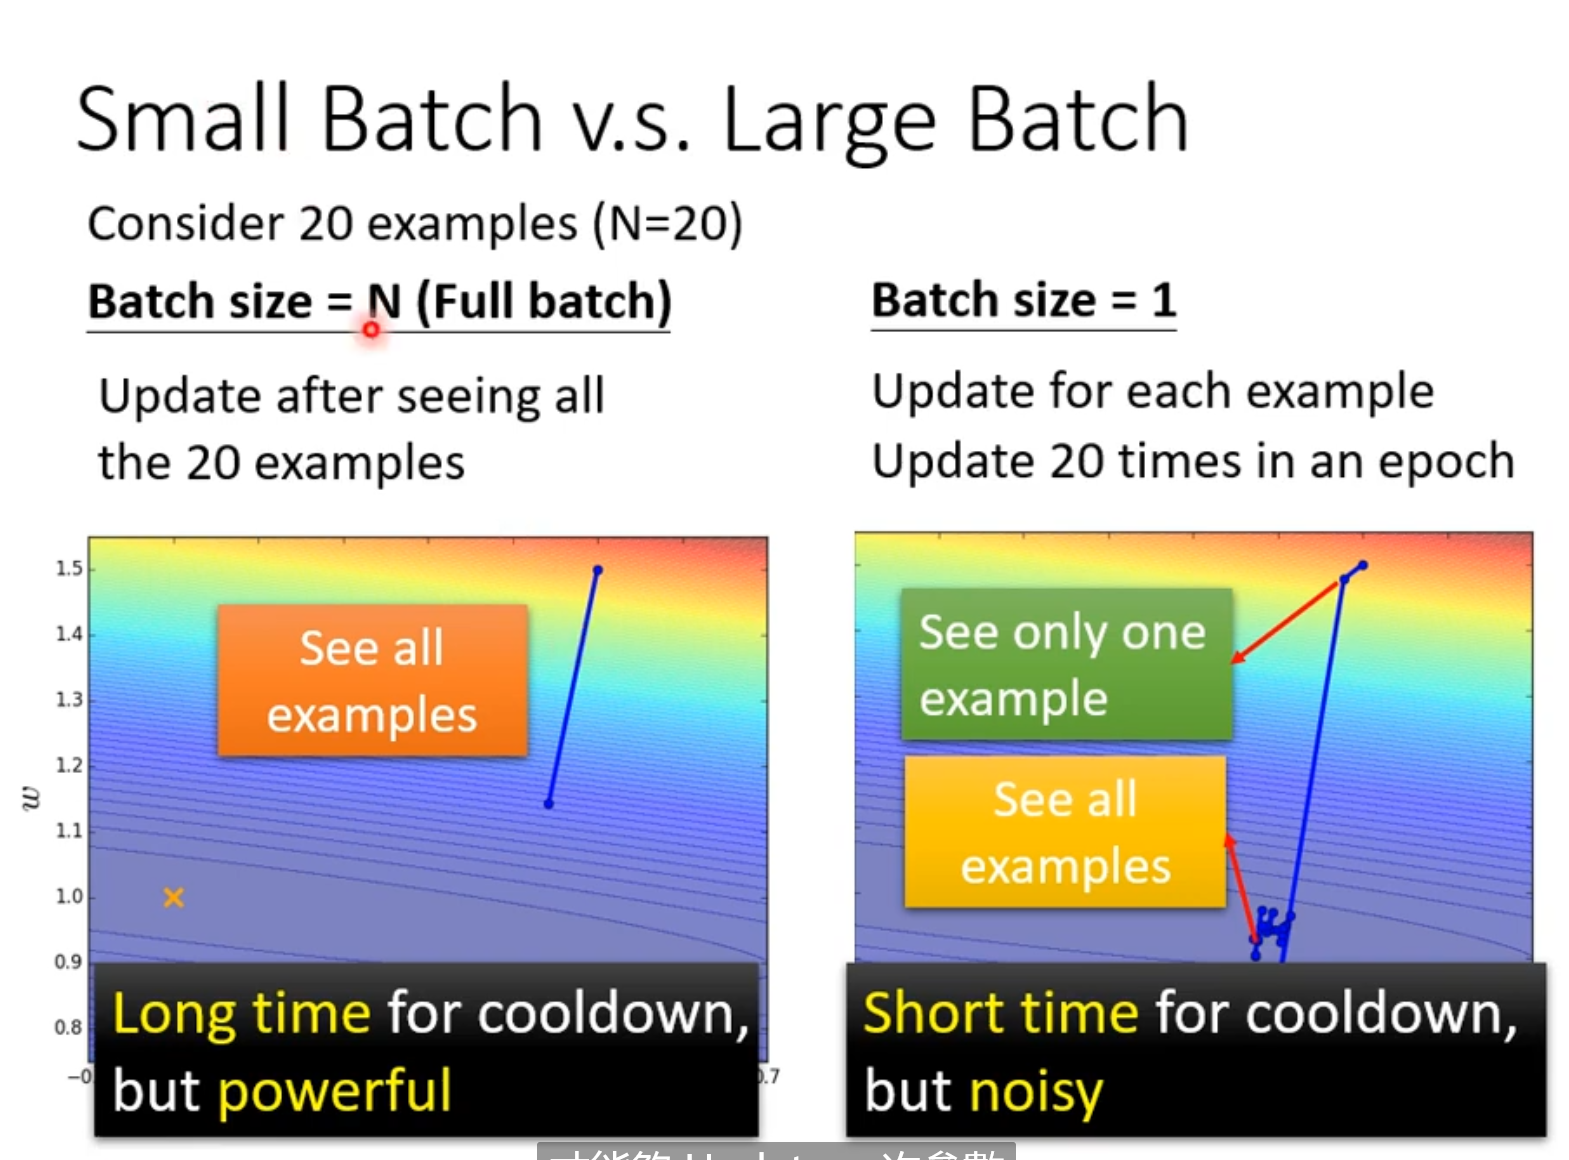 Small Batch v.s. Large Batch
Consider 20 examples (N=20)
Batch size = N (Full batch)
Update after seeing all
the 20 examples
Batch size = 1
Update for each example
Update 20 times in an epoch
1.5
1.4
1.3
1.2
1.1
1.0
0.9
0.8
w
See all
examples
Long time for cooldown,
but powerful
See only one
example
See all
examples
Short time for cooldown,
but noisy